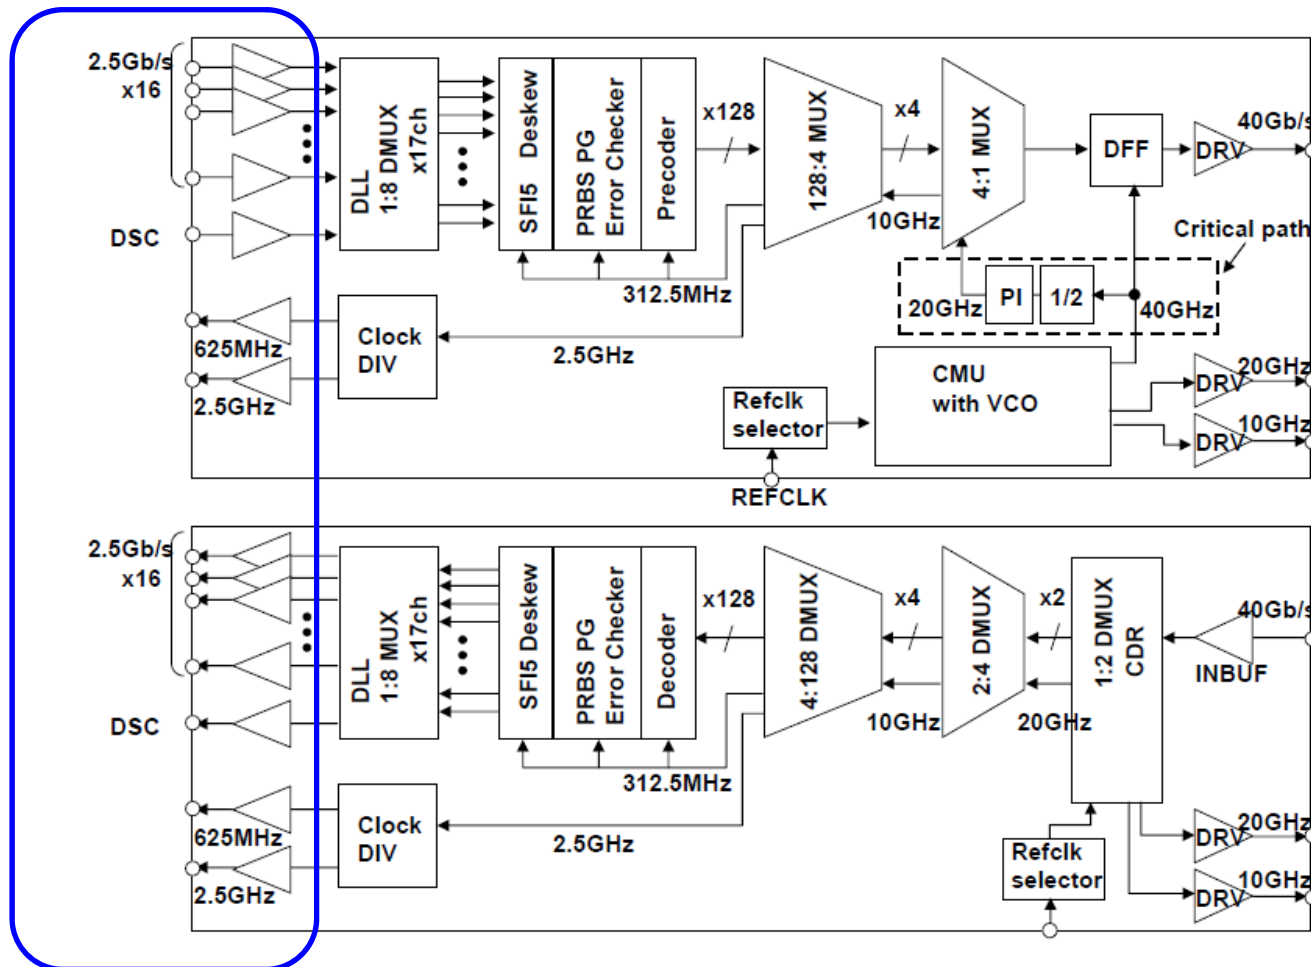 2.5Gb/s
x16
DSC
625MHz
2.5GHz
DLL
1:8 DMUX
x17ch
Clock
DIV
SFI5 Deskew
PRBS PG
Error Checker
Precoder
312.5MHz
2.5GHz
x128
128:4 MUX
x4
10GHz
4:1 MUX
DFF
DRV
40Gb/s
Critical path
20GHz
PI
1/2
40GHz
CMU
with VCO
Refclk
selector
REFCLK
DRV
20GHz
DRV
10GHz
2.5Gb/s
x16
DSC
625MHz
2.5GHz
DLL
1:8 MUX
x17ch
Clock
DIV
SFI5 Deskew
PRBS PG
Error Checker
Decoder
312.5MHz
2.5GHz
x128
4:128 DMUX
x4
10GHz
2:4 DMUX
x2
20GHz
1:2 DMUX
CDR
40Gb/s
INBUF
Refclk
selector
DRV
20GHz
DRV
10GHz